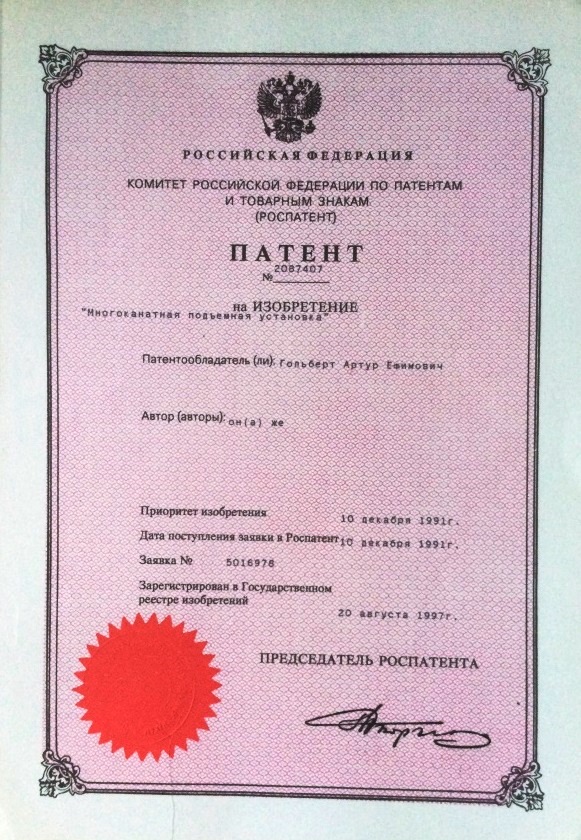 РОССИЙСКАЯ ФЕДЕРАЦИЯ
КОМИТЕТ РОССИЙСКОЙ ФЕДЕРАЦИИ ПО ПАТЕНТАМ
И ТОВАРНЫМ ЗНАКАМ
(РОСПАТЕНТ)
ПАТЕНТ
№ 2087407
на ИЗОБРЕТЕНИЕ
"Многоканатная подъемная установка"
Патентообладатель (ли): Гольберт Артур Ефимович
Автор (авторы): он(а) же
Приоритет изобретения 10 декабря 1991г.
Дата поступления заявки в Роспатент 10 декабря 1991г.
Заявка № 5016978
Зарегистрирован в Государственном
реестре изобретений 20 августа 1997г.
ПРЕДСЕДАТЕЛЬ РОСПАТЕНТА